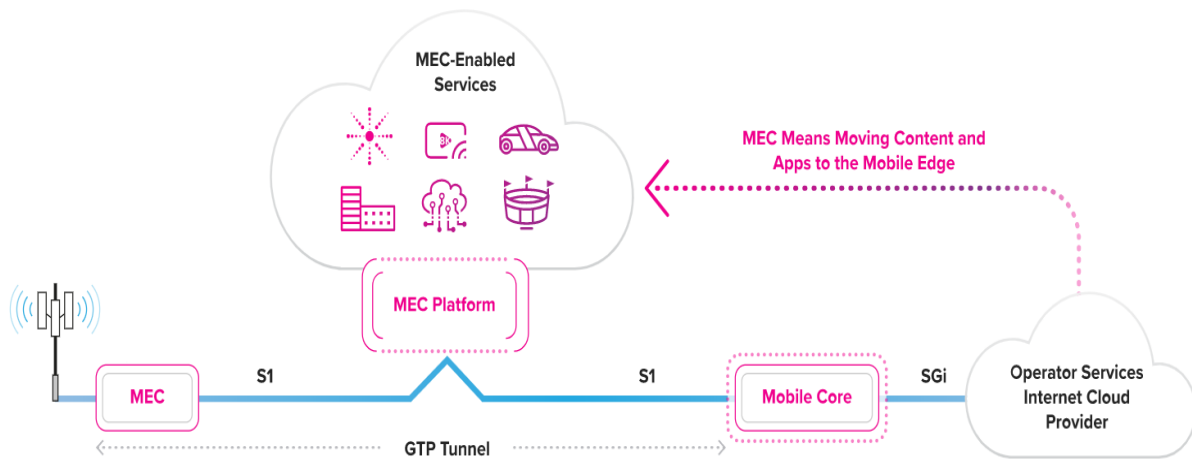 MEC-Enabled
Services
MEC Means Moving Content and
Apps to the Mobile Edge
MEC Platform
MEC
S1
S1
Mobile Core
SGi
Operator Services
Internet Cloud
Provider
GTP Tunnel